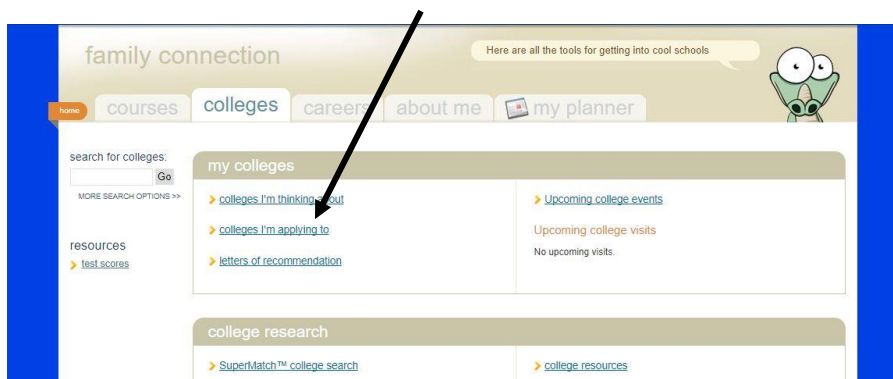 family connection
Here are all the tools for getting into cool schools
home
courses
colleges
careers
about me
my planner
search for colleges:
Go
MORE SEARCH OPTIONS >>
resources
test scores
my colleges
colleges I'm thinking about
colleges I'm applying to
letters of recommendation
Upcoming college events
Upcoming college visits
No upcoming visits.
college research
SuperMatch™ college search
college resources